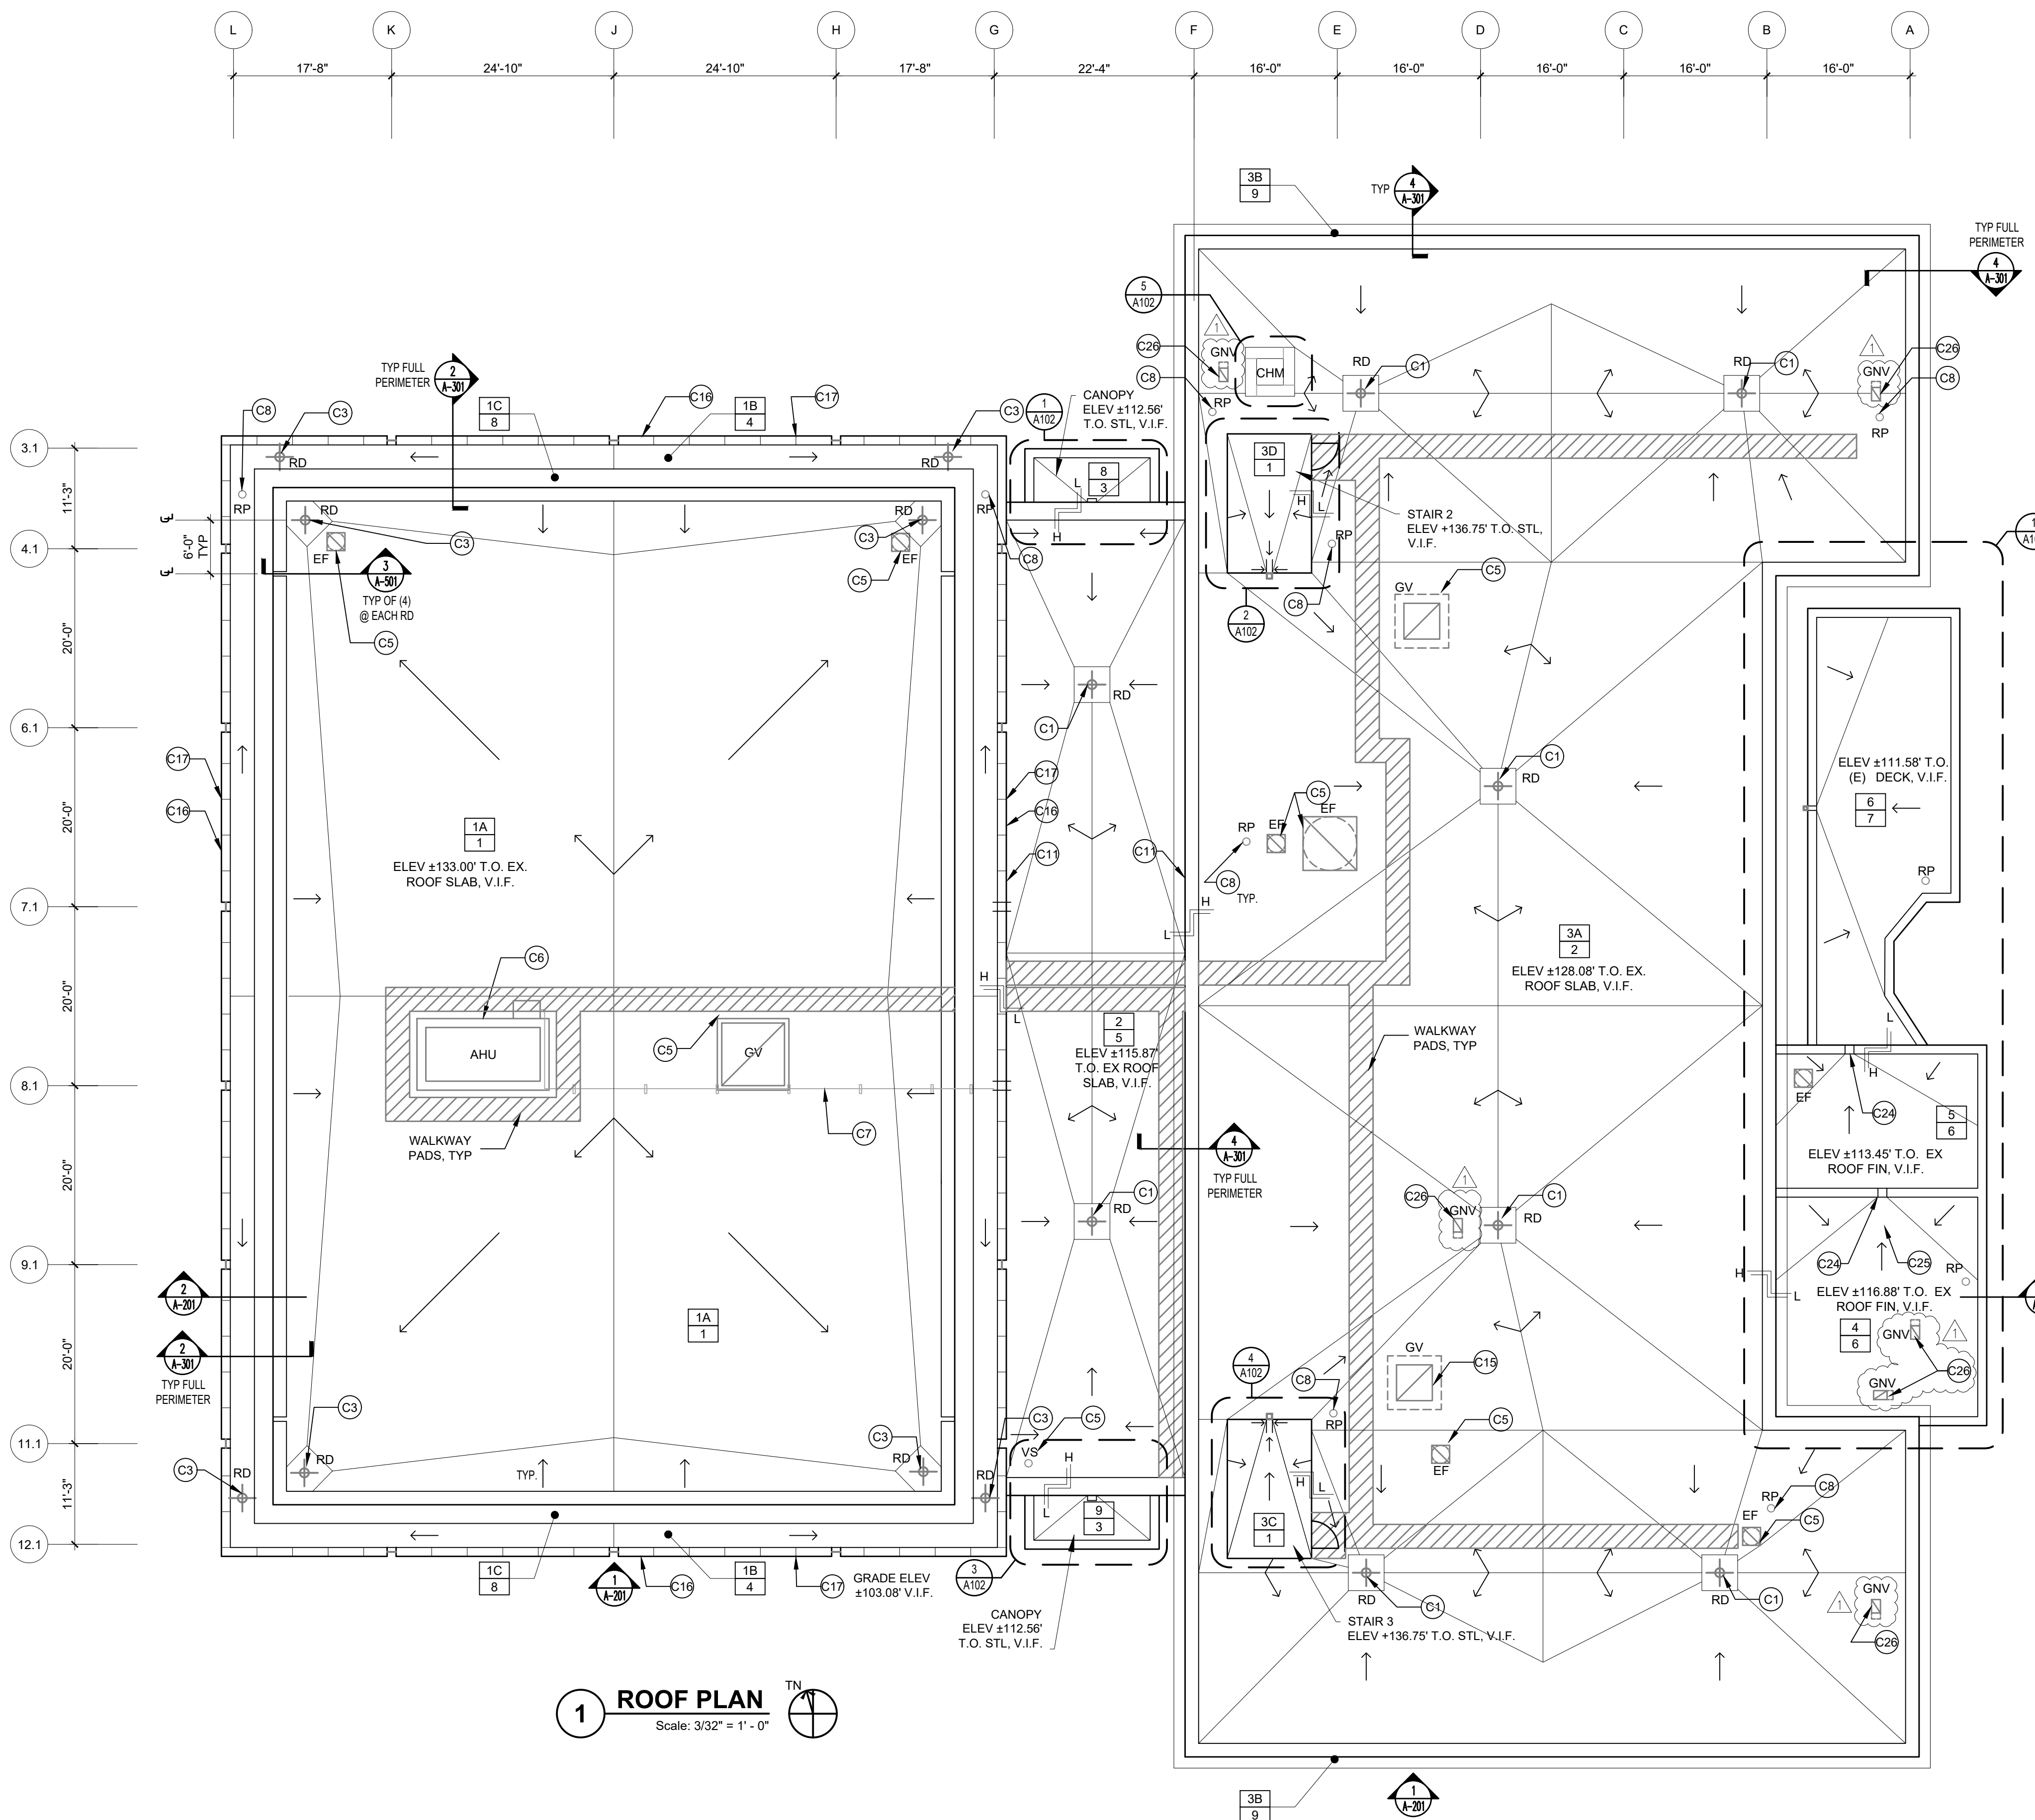 L
K
J
H
G
F
E
D
C
B
A
17'-8"
24'-10"
24'-10"
17'-8"
22'-4"
16'-0"
16'-0"
16'-0"
16'-0"
16'-0"
3B
9
TYP
4
A-301
TYP FULL
PERIMETER
4
A-301
5
A102
1
GNV
C26
CHM
C8
RP
RD
C1
RD
C1
1
GNV
C26
C8
RP
TYP FULL
PERIMETER
2
A-301
1C
8
C16
1B
4
C17
C3
1
A102
CANOPY
ELEV ±112.56'
T.O. STL, V.I.F.
C8
C3
3.1
RD
RD
8
3
L
H
3D
1
H
L
STAIR 2
ELEV +136.75' T.O. STL,
V.I.F.
11'-3"
RP
RP
RD
RD
C3
C3
C8
RP
6'-0"
TYP
4.1
EF
EF
3
A-501
TYP OF (4)
@ EACH RD
C5
C5
C8
2
A102
GV
C5
20'-0"
RD
C1
6.1
C17
C16
C17
C16
C11
C11
RD
C1
ELEV ±111.58' T.O.
(E) DECK, V.I.F.
6
7
20'-0"
1A
1
ELEV ±133.00' T.O. EX.
ROOF SLAB, V.I.F.
C5
EF
RP
EF
C8
TYP.
RP
7.1
H
L
3A
2
ELEV ±128.08' T.O. EX.
ROOF SLAB, V.I.F.
20'-0"
C6
H
L
2
5
ELEV ±115.87'
T.O. EX ROOF
SLAB, V.I.F.
WALKWAY
PADS, TYP
L
H
AHU
C5
GV
8.1
EF
C24
5
6
C7
WALKWAY
PADS, TYP
4
A-301
TYP FULL
PERIMETER
ELEV ±113.45' T.O. EX
ROOF FIN, V.I.F.
20'-0"
C1
RD
1
C26
GNV
C1
RD
9.1
C24
C25
RP
H
L
ELEV ±116.88' T.O. EX
ROOF FIN, V.I.F.
2
A-201
1A
1
4
6
GNV
1
C26
GNV
20'-0"
2
A-301
TYP FULL
PERIMETER
4
A102
GV
C15
C8
C3
C3
C3
C5
RP
C5
EF
11.1
VS
H
L
H
L
C3
RD
RD
RD
TYP.
RD
11'-3"
9
3
3C
1
RP
C8
EF
C5
12.1
1C
8
1
A-201
C16
1B
4
C17
GRADE ELEV
±103.08' V.I.F.
3
A102
CANOPY
ELEV ±112.56'
T.O. STL, V.I.F.
RD
C1
RD
C1
1
GNV
C26
STAIR 3
ELEV +136.75' T.O. STL, V.I.F.
1
ROOF PLAN
Scale: 3/32" = 1' - 0"
TN
3B
9
1
A-201